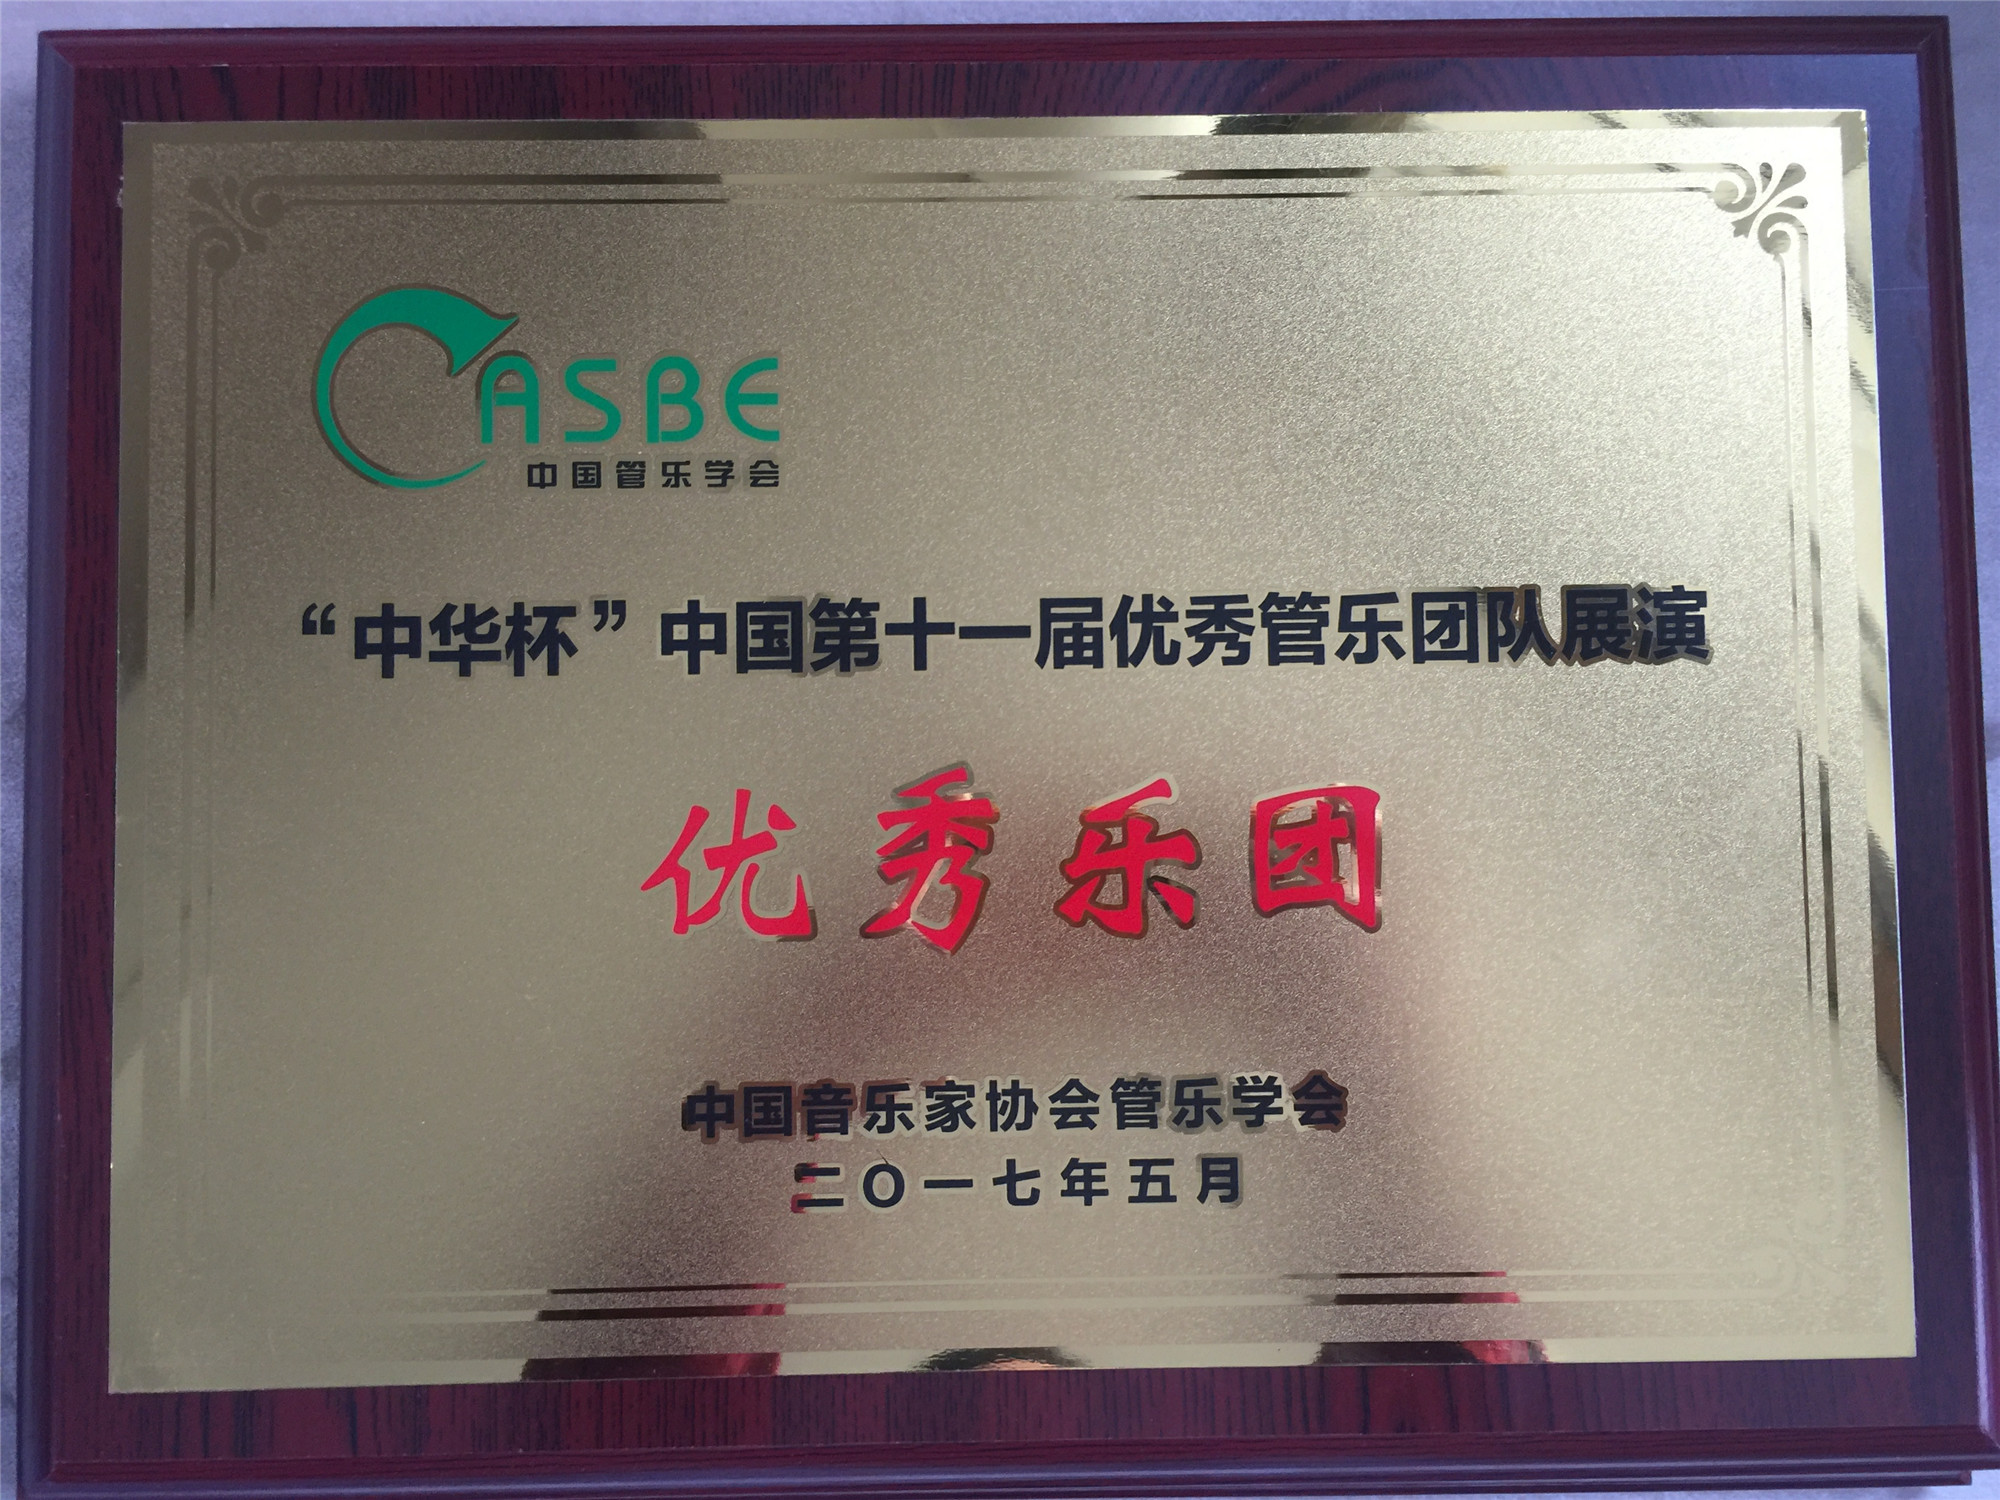 CASBE
中国管乐学会
“中华杯”中国第十一届优秀管乐团队展演
优秀乐团
中国音乐家协会管乐学会
二〇一七年五月